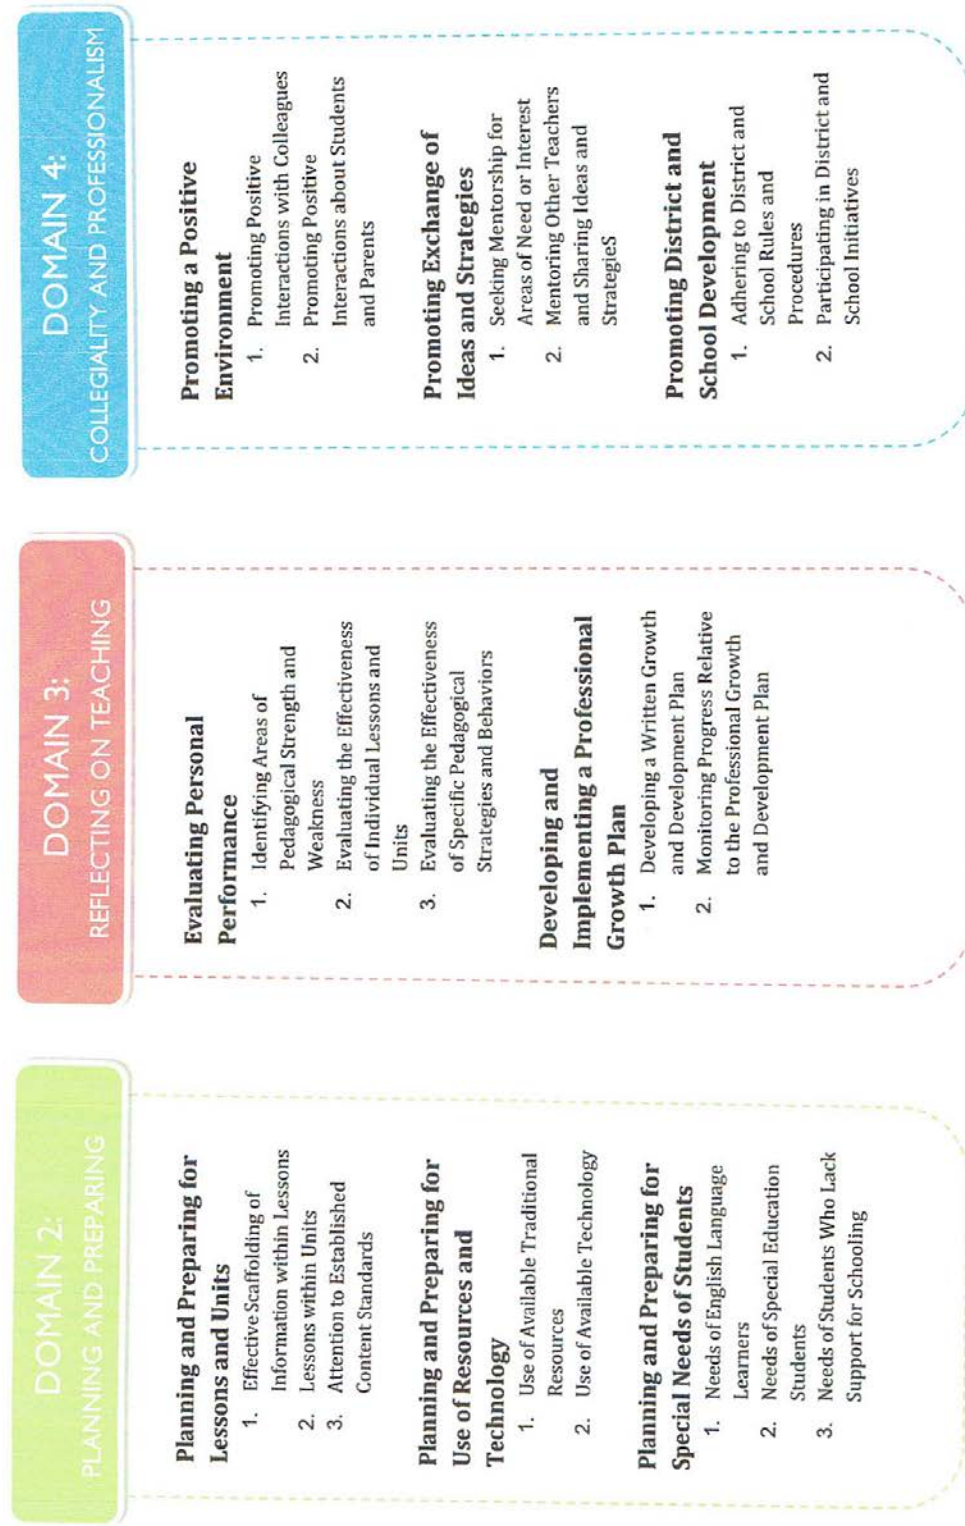 DOMAIN 2:
PLANNING AND PREPARING
Planning and Preparing for
Lessons and Units
1. Effective Scaffolding of
Information within Lessons
2. Lessons within Units
3. Attention to Established
Content Standards
Planning and Preparing for
Use of Resources and
Technology
1. Use of Available Traditional
Resources
2. Use of Available Technology
Planning and Preparing for
Special Needs of Students
1. Needs of English Language
Learners
2. Needs of Special Education
Students
3. Needs of Students Who Lack
Support for Schooling
DOMAIN 3:
REFLECTING ON TEACHING
Evaluating Personal
Performance
1. Identifying Areas of
Pedagogical Strength and
Weakness
2. Evaluating the Effectiveness
of Individual Lessons and
Units
3. Evaluating the Effectiveness
of Specific Pedagogical
Strategies and Behaviors
Developing and
Implementing a Professional
Growth Plan
1. Developing a Written Growth
and Development Plan
2. Monitoring Progress Relative
to the Professional Growth
and Development Plan
DOMAIN 4:
COLLEGIALITY AND PROFESSIONALISM
Promoting a Positive
Environment
1. Promoting Positive
Interactions with Colleagues
2. Promoting Positive
Interactions about Students
and Parents
Promoting Exchange of
Ideas and Strategies
1. Seeking Mentorship for
Areas of Need or Interest
2. Mentoring Other Teachers
and Sharing Ideas and
StrategieS
Promoting District and
School Development
1. Adhering to District and
School Rules and
Procedures
2. Participating in District and
School Initiatives